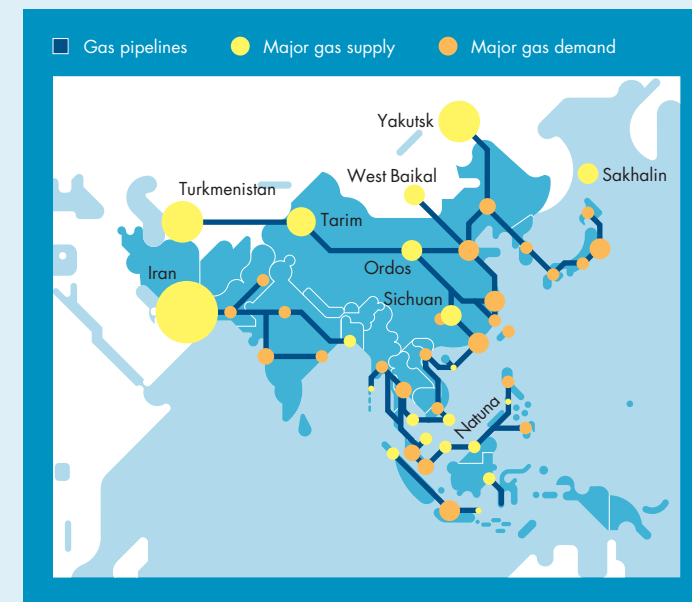 Gas pipelines
Major gas supply
Major gas demand
Yakutsk
West Baikal
Sakhalin
Turkmenistan
Tarim
Iran
Ordos
Sichuan
Natuna